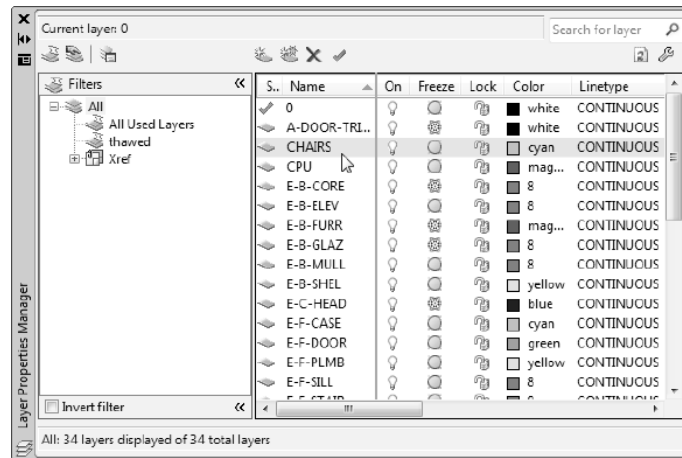 Current layer: 0
Search for layer
Filters
All
All Used Layers
thawed
Xref
Invert filter
S.. Name On Freeze Lock Color Linetype
0 white CONTINUOUS
A-DOOR-TRI... white CONTINUOUS
CHAIRS cyan CONTINUOUS
CPU mag... CONTINUOUS
E-B-CORE 8 CONTINUOUS
E-B-ELEV 8 CONTINUOUS
E-B-FURR mag... CONTINUOUS
E-B-GLAZ 8 CONTINUOUS
E-B-MULL 8 CONTINUOUS
E-B-SHEL yellow CONTINUOUS
E-C-HEAD blue CONTINUOUS
E-F-CASE cyan CONTINUOUS
E-F-DOOR green CONTINUOUS
E-F-PLMB yellow CONTINUOUS
E-F-SILL 8 CONTINUOUS
E-F-STAIR 8 CONTINUOUS
All: 34 layers displayed of 34 total layers
Layer Properties Manager